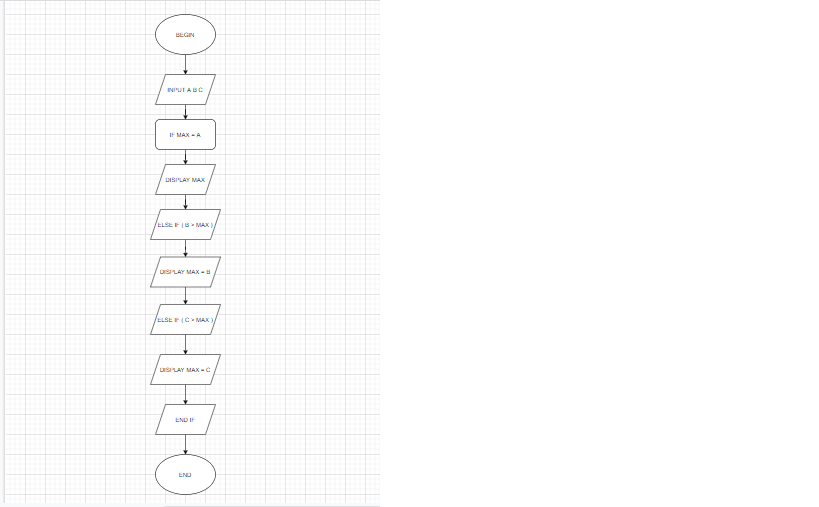 BEGIN
INPUT A B C
IF MAX = A
DISPLAY MAX
ELSE IF ( B > MAX )
DISPLAY MAX = B
ELSE IF ( C > MAX )
DISPLAY MAX = C
END IF
END